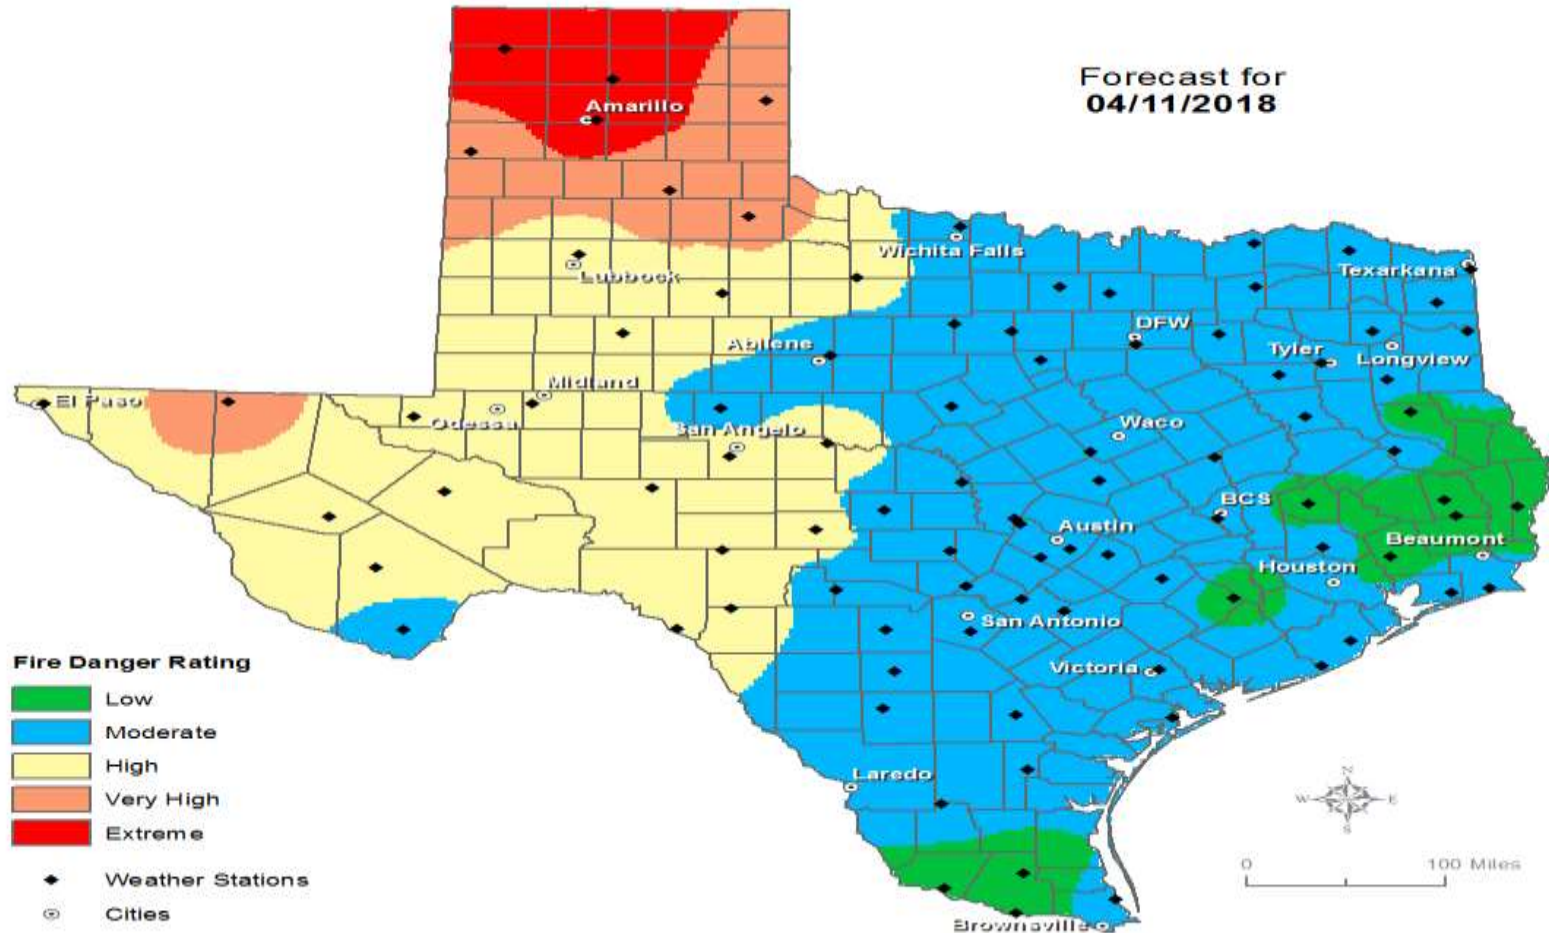 Forecast for
04/11/2018
Amarillo
Wichita Falls
Lubbock
Texarkana
DFW
Abilene
Tyler
Longview
Midland
El Paso
Odessa
San Angelo
Waco
BCS
Austin
Beaumont
Houston
San Antonio
Victoria
Laredo
Brownsville
Fire Danger Rating
Low
Moderate
High
Very High
Extreme
Weather Stations
Cities
N
W E
S
0 100 Miles